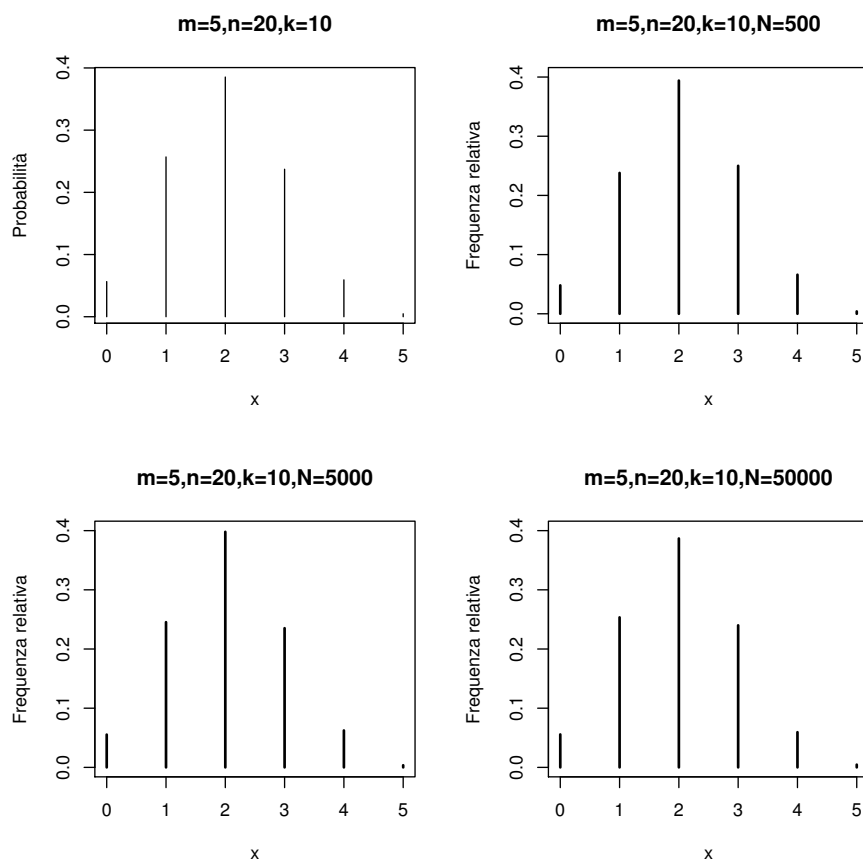 m=5,n=20,k=10
Probabilità
0.0 0.1 0.2 0.3 0.4
0 1 2 3 4 5
x
m=5,n=20,k=10,N=500
Frequenza relativa
0.0 0.1 0.2 0.3 0.4
0 1 2 3 4 5
x
m=5,n=20,k=10,N=5000
Frequenza relativa
0.0 0.1 0.2 0.3 0.4
0 1 2 3 4 5
x
m=5,n=20,k=10,N=50000
Frequenza relativa
0.0 0.1 0.2 0.3 0.4
0 1 2 3 4 5
x